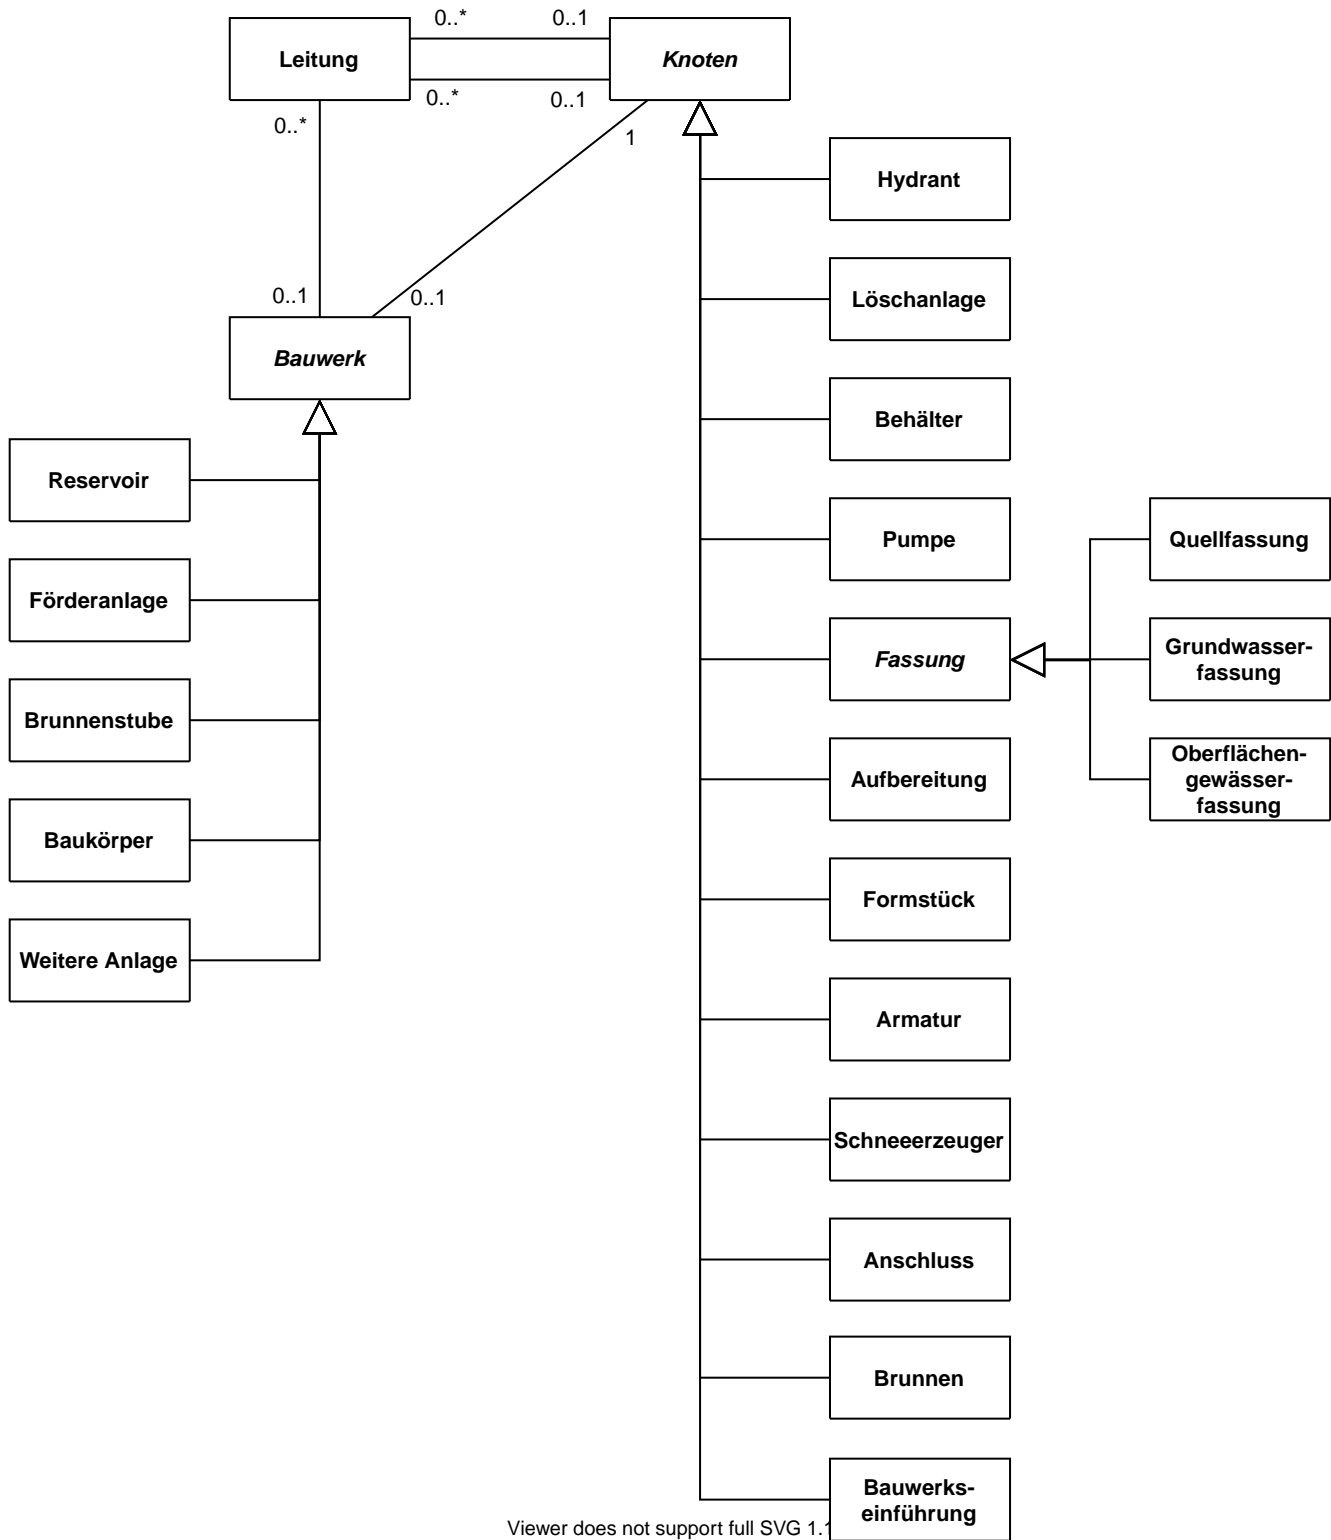 0..*
0..1
Leitung
Knoten
0..*
0..1
0..*
1
Hydrant
Löschanlage
0..1
0..1
Bauwerk
Behälter
Reservoir
Pumpe
Quellfassung
Förderanlage
Fassung
Grundwasser-
fassung
Brunnenstube
Aufbereitung
Oberflächen-
gewässer-
fassung
Baukörper
Formstück
Weitere Anlage
Armatur
Schneeerzeuger
Anschluss
Brunnen
Bauwerks-
einführung
Viewer does not support full SVG 1.1